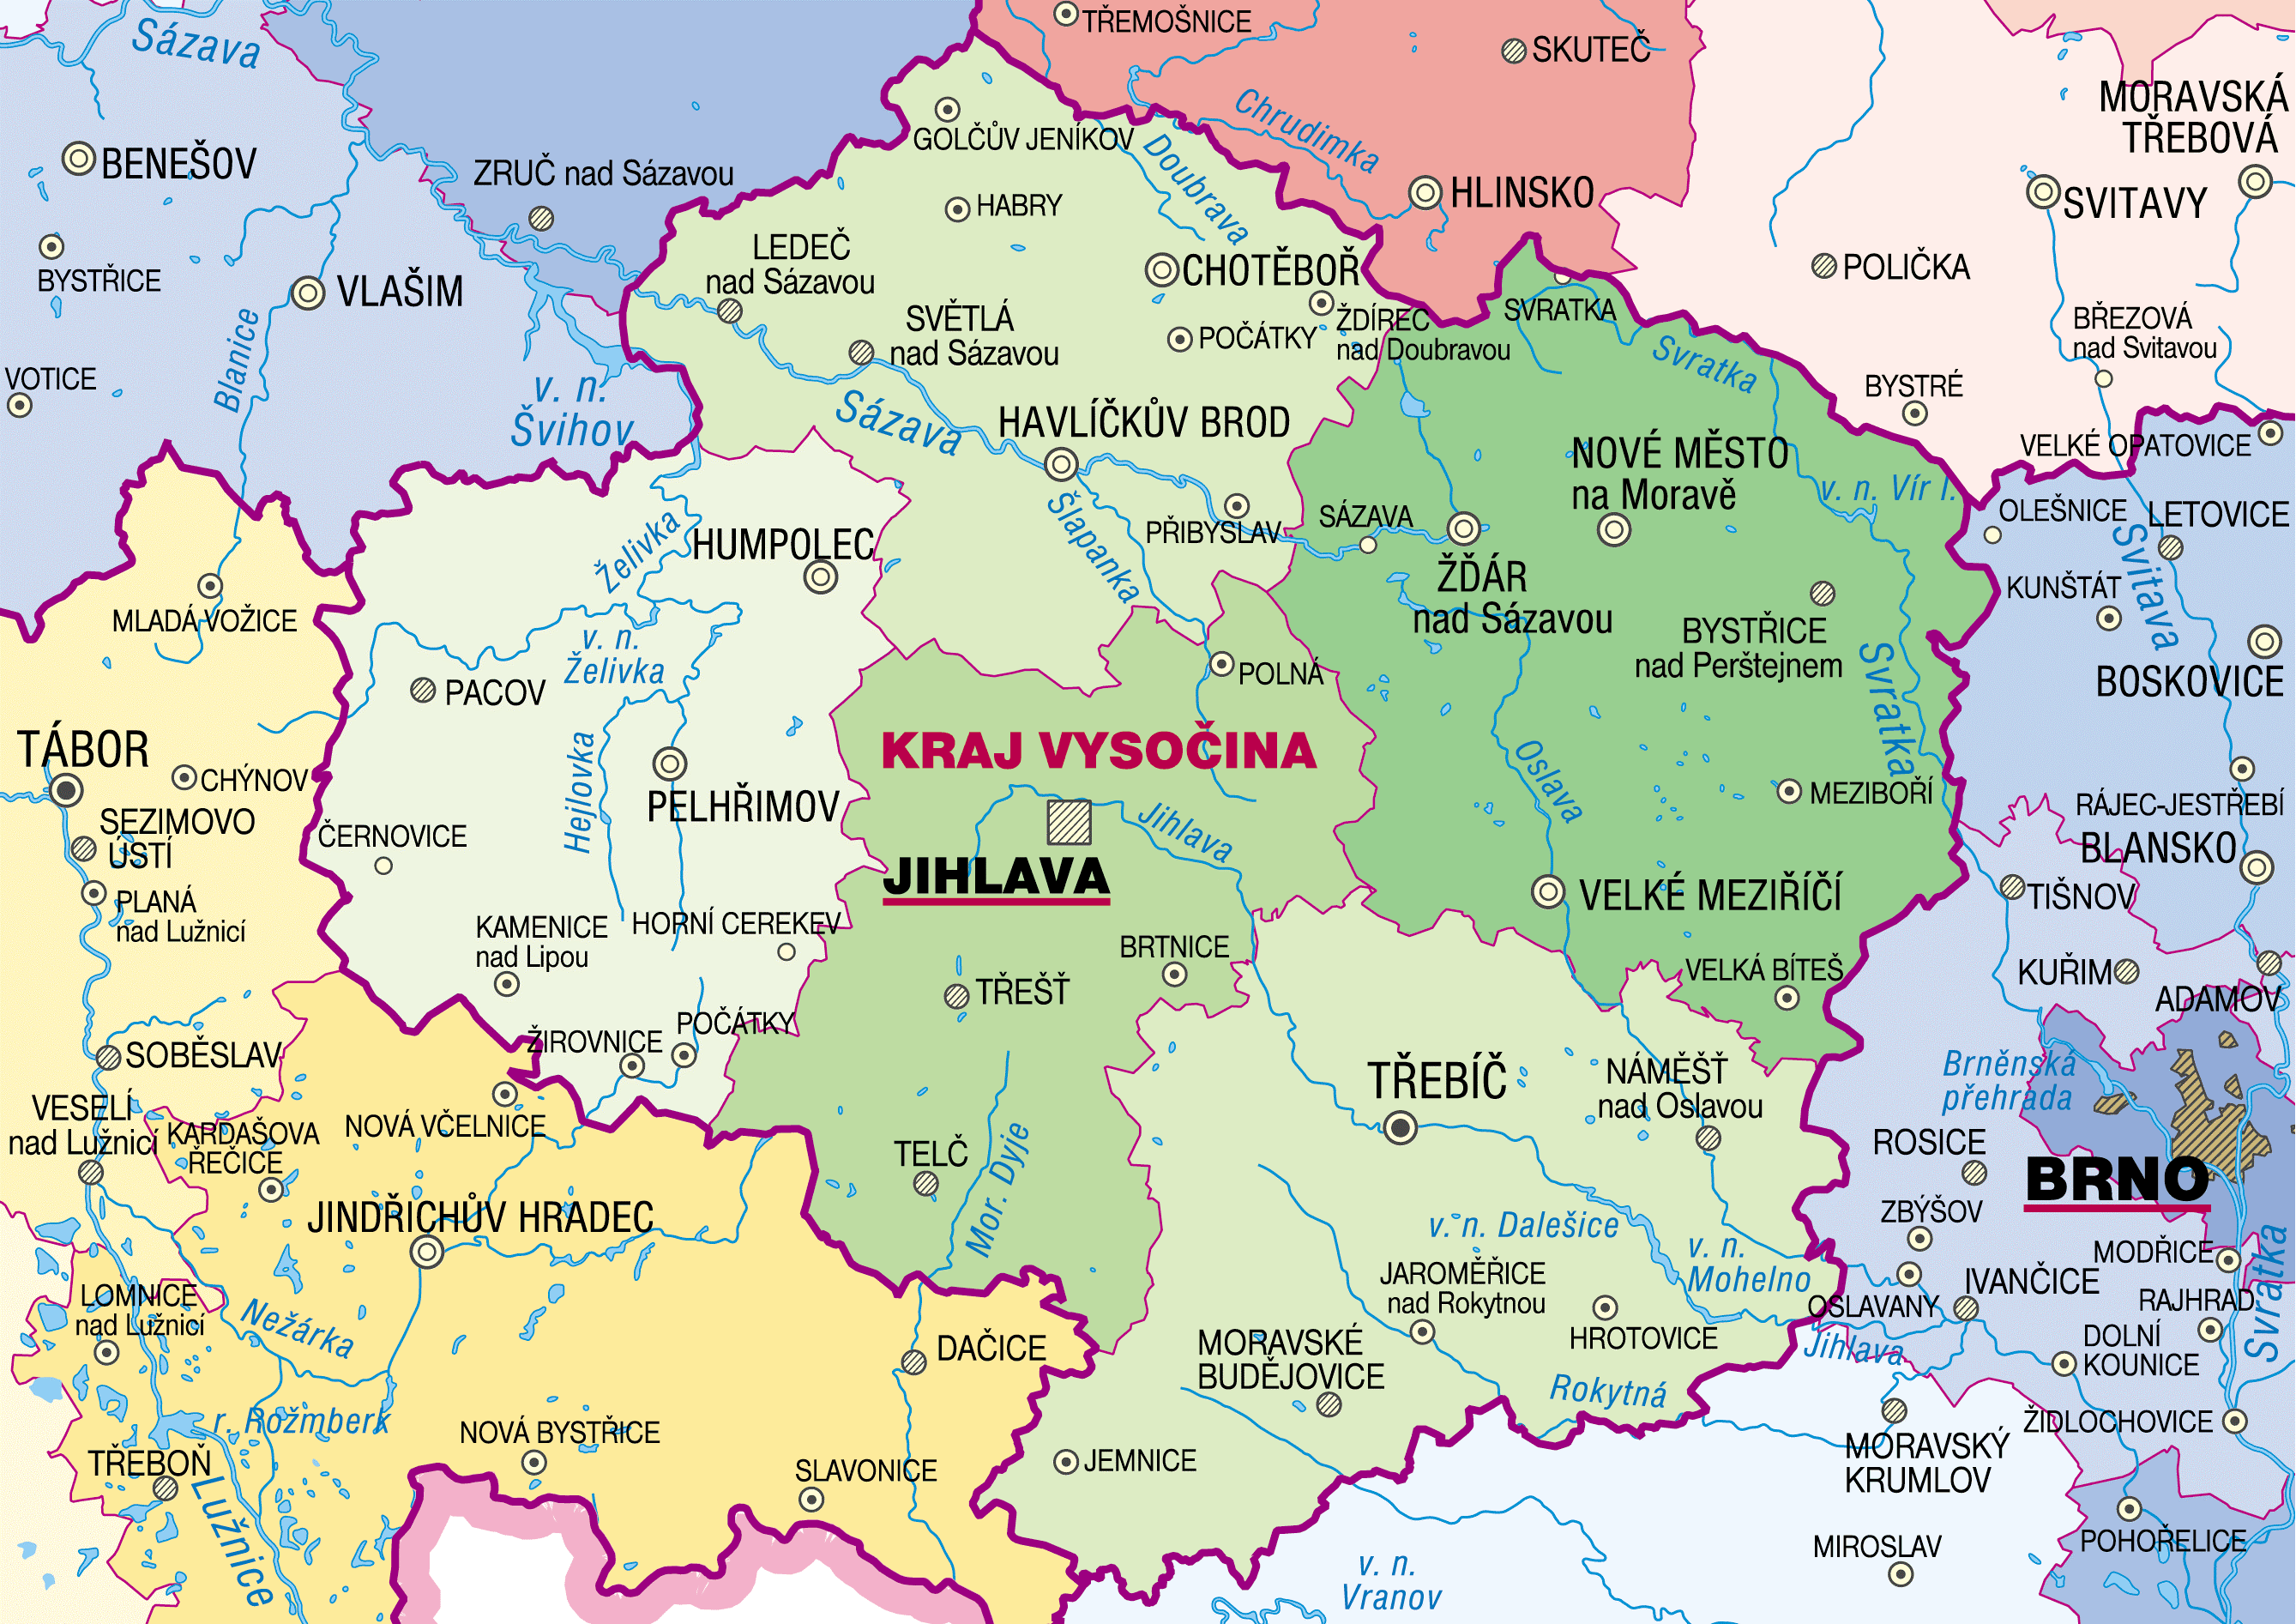 Sázava
TŘEMOŠNICE
SKUTEČ
MORAVSKÁ
TŘEBOVÁ
BENEŠOV
ZRUČ nad Sázavou
GOLČŮV JENÍKOV
Doubrava
Chrudimka
HLINSKO
SVITAVY
HABRY
BYSTŘICE
VLAŠIM
LEDEČ
nad Sázavou
CHOTĚBOŘ
POLIČKA
SVĚTLÁ
nad Sázavou
POČÁTKY
ŽDÍREC
nad Doubravou
SVRATKA
Svratka
BŘEZOVÁ
nad Svitavou
VOTICE
Blanice
v. n.
Švihov
Sázava
HAVLÍČKŮV BROD
BYSTRÉ
VELKÉ OPATOVICE
NOVÉ MĚSTO
na Moravě
v. n. Vír I.
OLEŠNICE
LETOVICE
Svitava
Želivka
HUMPOLEC
Šlapanka
PŘIBYSLAV
SÁZAVA
ŽĎÁR
nad Sázavou
KUNŠTÁT
MLADÁ VOŽICE
v. n.
Želivka
BYSTŘICE
nad Perštejnem
Svratka
BOSKOVICE
PACOV
POLNÁ
TÁBOR
CHÝNOV
KRAJ VYSOČINA
Hejlovka
PELHŘIMOV
Jihlava
Oslava
MEZIBOŘÍ
RÁJEC-JESTŘEBÍ
BLANSKO
SEZIMOVO
ÚSTÍ
ČERNOVICE
JIHLAVA
VELKÉ MEZIŘÍČÍ
TIŠNOV
PLANÁ
nad Lužnicí
KAMENICE
nad Lipou
HORNÍ CEREKEV
BRTNICE
VELKÁ BÍTEŠ
KUŘIM
ADAMOV
TŘEŠŤ
SOBĚSLAV
ŽIROVNICE
POČÁTKY
TŘEBÍČ
NÁMĚŠŤ
nad Oslavou
Brněnská
přehrada
VESELÍ
nad Lužnicí
KARDAŠOVA
ŘEČICE
NOVÁ VČELNICE
TELČ
Mor. Dyje
ROSICE
BRNO
JINDŘICHŮV HRADEC
v. n. Dalešice
v. n.
Mohelno
ZBÝŠOV
MODŘICE
Svratka
LOMNICE
nad Lužnicí
Nežárka
JAROMĚŘICE
nad Rokytnou
HROTOVICE
OSLAVANY
IVANČICE
RAJHRAD
DAČICE
MORAVSKÉ
BUDĚJOVICE
Jihlava
DOLNÍ
KOUNICE
Rokytná
r. Rožmberk
NOVÁ BYSTŘICE
ŽIDLOCHOVICE
TŘEBOŇ
Lužnice
SLAVONICE
JEMNICE
MORAVSKÝ
KRUMLOV
POHOŘELICE
MIROSLAV
v. n.
Vranov